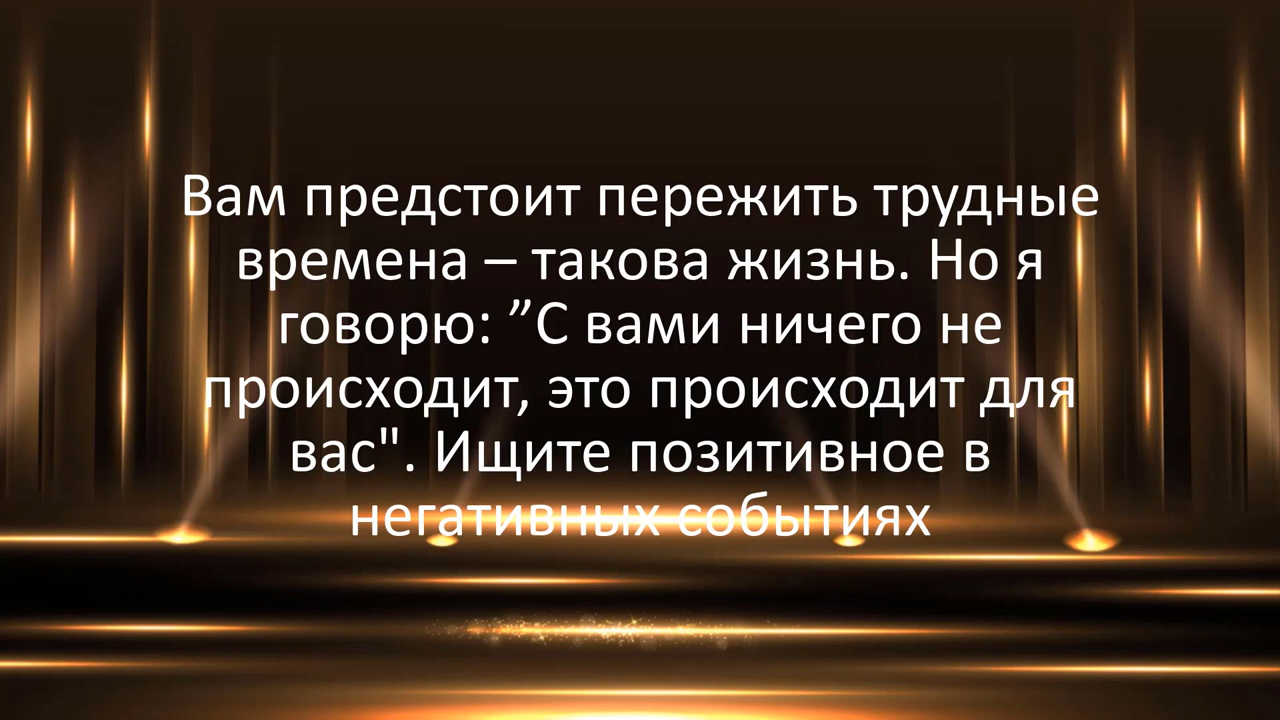 Вам предстоит пережить трудные
времена – такова жизнь. Но я
говорю: ”С вами ничего не
происходит, это происходит для
вас". Ищите позитивное в
негативных событиях